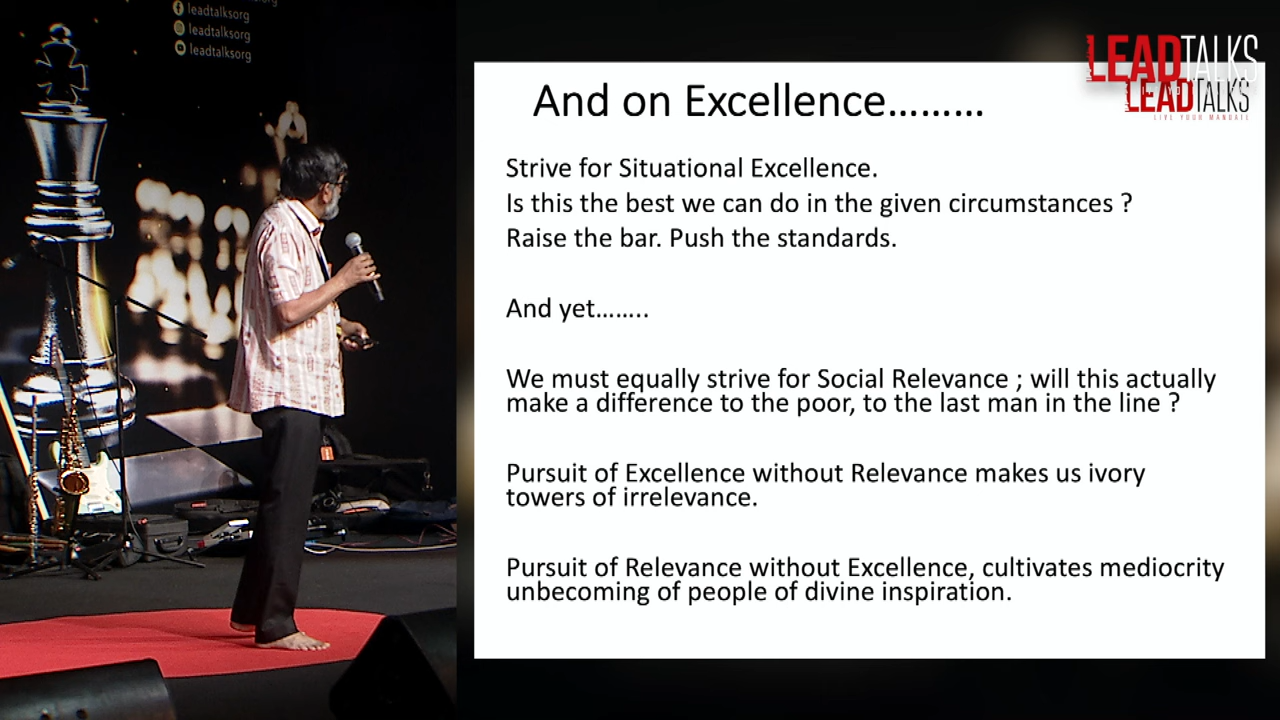 leadtalksorg
leadtalksorg
leadtalksorg
LEADTALKS
LEADTALKS
LIVE YOUR MANDATE
And on Excellence.........
Strive for Situational Excellence.
Is this the best we can do in the given circumstances ?
Raise the bar. Push the standards.
And yet........
We must equally strive for Social Relevance ; will this actually
make a difference to the poor, to the last man in the line ?
Pursuit of Excellence without Relevance makes us ivory
towers of irrelevance.
Pursuit of Relevance without Excellence, cultivates mediocrity
unbecoming of people of divine inspiration.